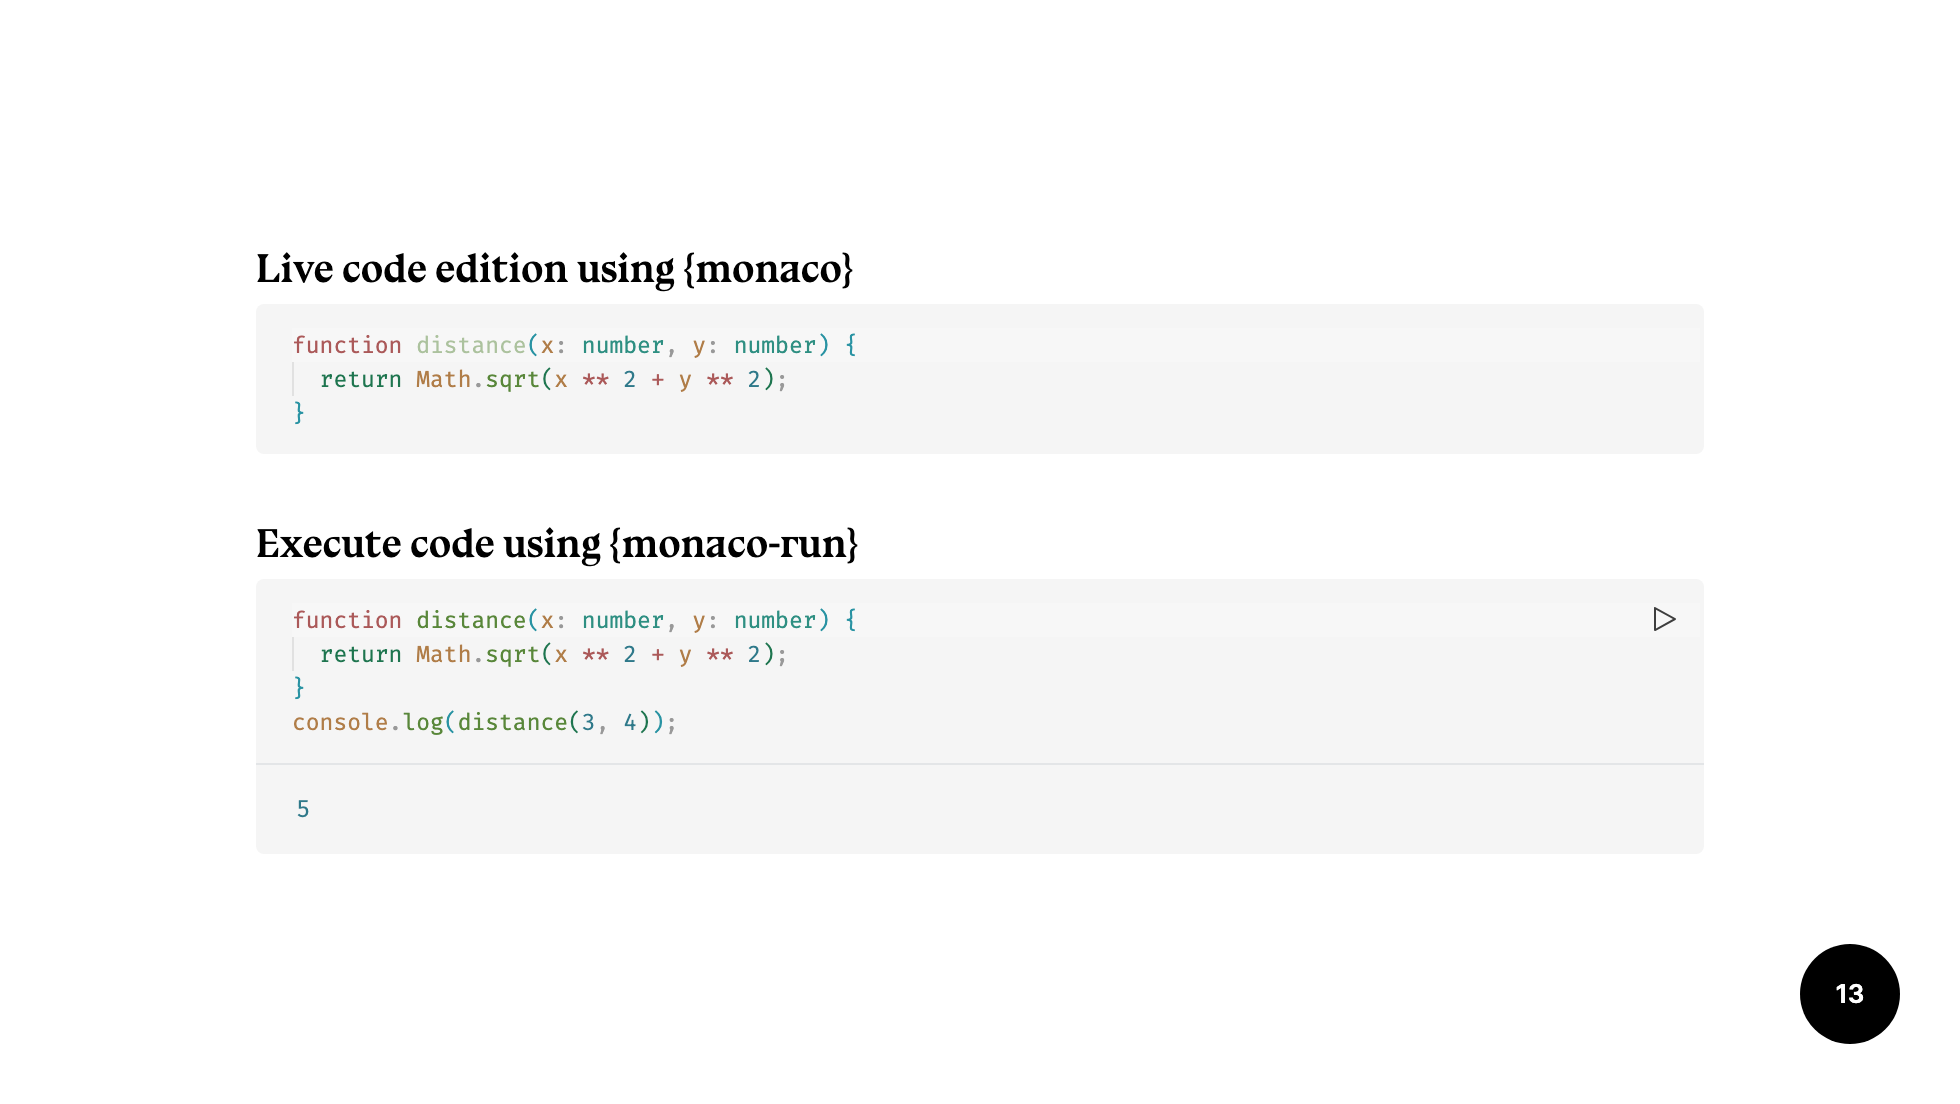 Live code edition using {monaco}
function distance(x: number, y: number) {
  return Math.sqrt(x ** 2 + y ** 2);
}
Execute code using {monaco-run}
function distance(x: number, y: number) {
  return Math.sqrt(x ** 2 + y ** 2);
}
console.log(distance(3, 4));
5
13